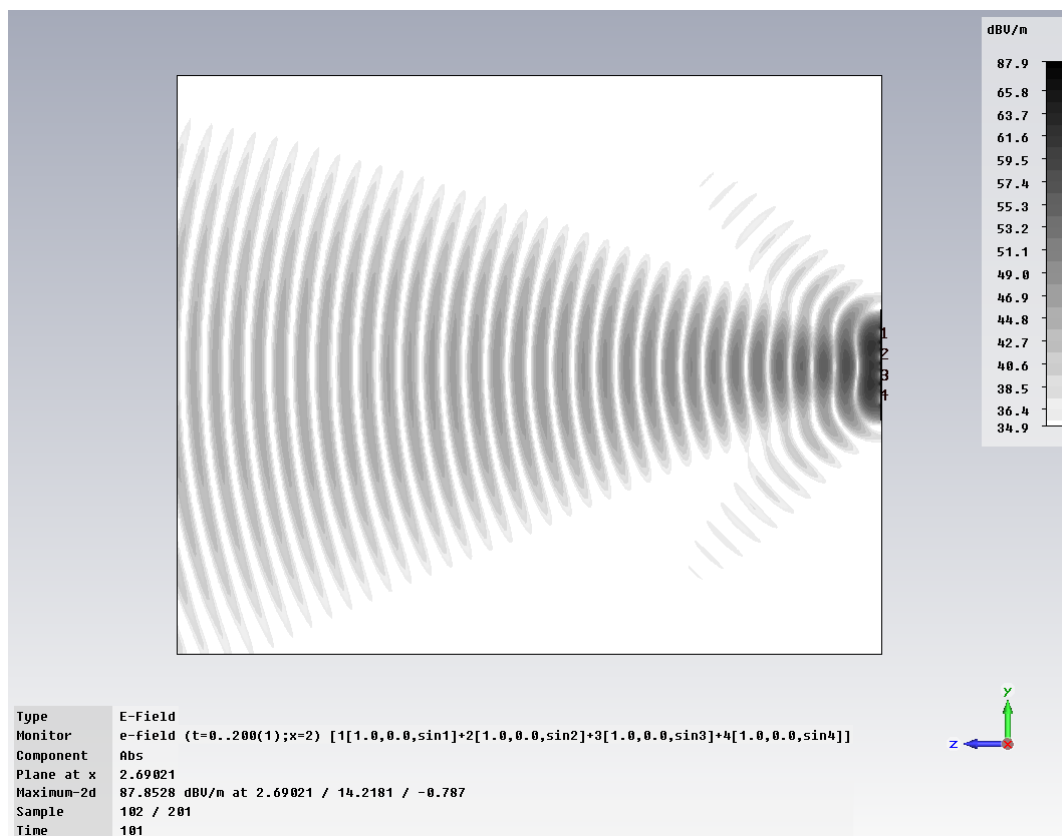 dBV/m
87.9
65.8
63.7
61.6
59.5
57.4
55.3
53.2
51.1
49.0
46.9
44.8
42.7
40.6
38.5
36.4
34.9
1
2
3
4
y
z
x
Type E-Field
Monitor e-field (t=0..200(1);x=2) [1[1.0,0.0,sin1]+2[1.0,0.0,sin2]+3[1.0,0.0,sin3]+4[1.0,0.0,sin4]]
Component Abs
Plane at x 2.69021
Maximum-2d 87.8528 dBV/m at 2.69021 / 14.2181 / -0.787
Sample 102 / 201
Time 101